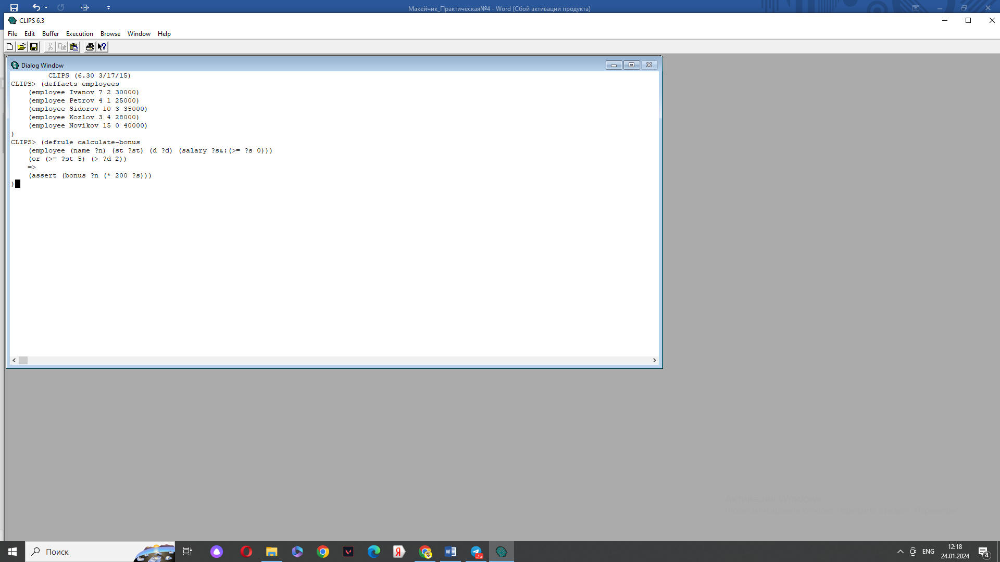 Макейчик_Практическая№4 - Word (Сбой активации продукта)
CLIPS 6.3
File Edit Buffer Execution Browse Window Help
Dialog Window
CLIPS (6.30 3/17/15)
CLIPS> (deffacts employees
(employee Ivanov 7 2 30000)
(employee Petrov 4 1 25000)
(employee Sidorov 10 3 35000)
(employee Kozlov 3 4 28000)
(employee Novikov 15 0 40000)
)
CLIPS> (defrule calculate-bonus
(employee (name ?n) (st ?st) (d ?d) (salary ?s&:(>= ?s 0)))
(or (>= ?st 5) (> ?d 2))
=>
(assert (bonus ?n (* 200 ?s)))
)
Поиск
12
ENG
12:18
24.01.2024
4